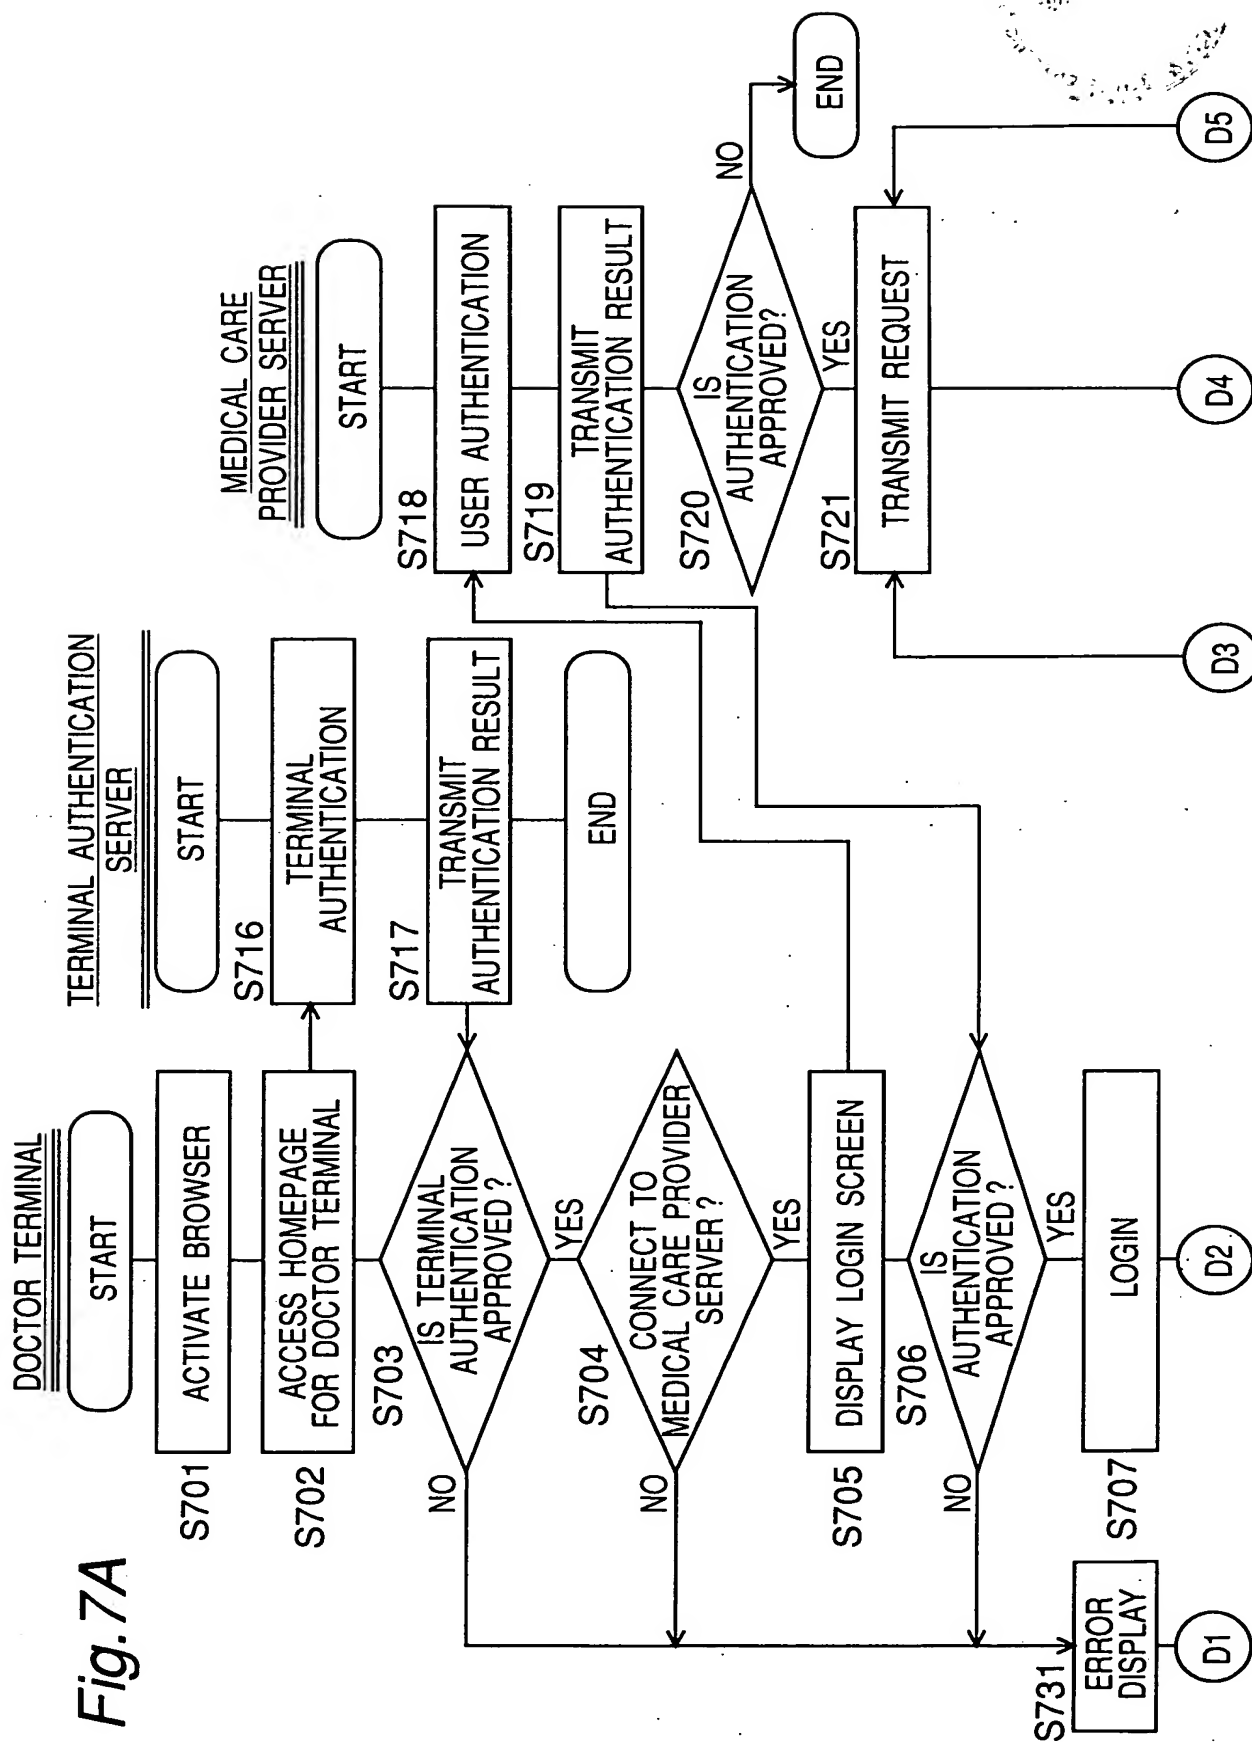 Fig. 7A
DOCTOR TERMINAL
START
S701
ACTIVATE BROWSER
S702
ACCESS HOMEPAGE
FOR DOCTOR TERMINAL
S703
IS TERMINAL
AUTHENTICATION
APPROVED?
NO
YES
S704
CONNECT TO
MEDICAL CARE PROVIDER
SERVER?
NO
YES
S705
DISPLAY LOGIN SCREEN
S706
IS
AUTHENTICATION
APPROVED?
NO
YES
S707
LOGIN
D2
S731
ERROR
DISPLAY
D1
TERMINAL AUTHENTICATION
SERVER
START
S716
TERMINAL
AUTHENTICATION
S717
TRANSMIT
AUTHENTICATION RESULT
END
MEDICAL CARE
PROVIDER SERVER
START
S718
USER AUTHENTICATION
S719
TRANSMIT
AUTHENTICATION RESULT
S720
IS
AUTHENTICATION
APPROVED?
NO
END
YES
S721
TRANSMIT REQUEST
D3
D4
D5